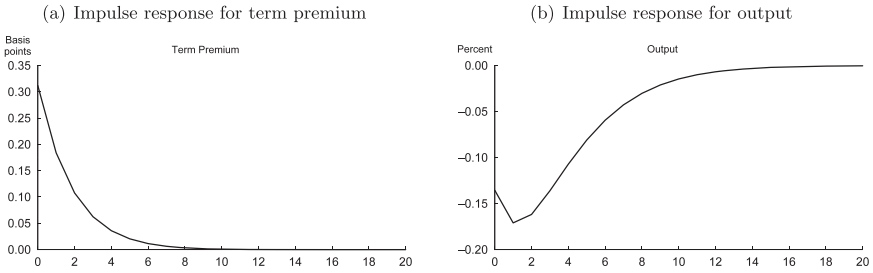 (a) Impulse response for term premium
Basis
points
Term Premium
0.35
0.30
0.25
0.20
0.15
0.10
0.05
0.00
0 2 4 6 8 10 12 14 16 18 20
(b) Impulse response for output
Percent
Output
0.00
–0.05
–0.10
–0.15
–0.20
0 2 4 6 8 10 12 14 16 18 20